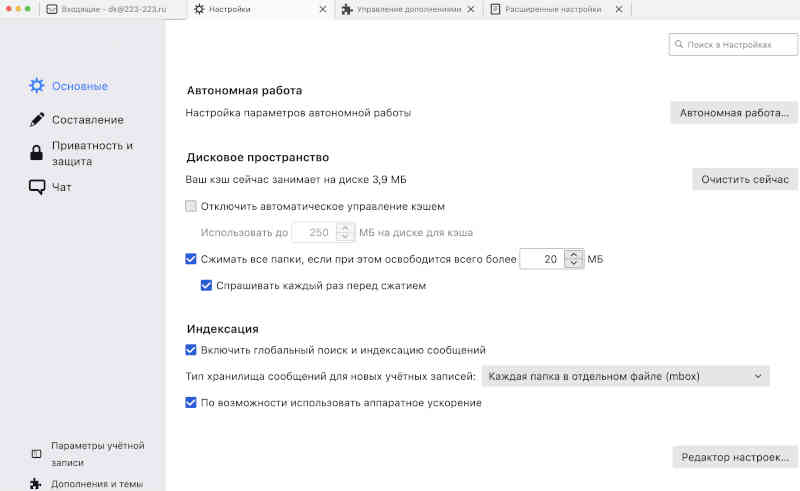 Входящие - dk@223-223.ru
Настройки
Управление дополнениями
Расширенные настройки
Поиск в Настройках
Основные
Составление
Приватность и
защита
Чат
Автономная работа
Настройка параметров автономной работы
Автономная работа...
Дисковое пространство
Ваш кэш сейчас занимает на диске 3,9 МБ
Очистить сейчас
Отключить автоматическое управление кэшем
Использовать до 250 МБ на диске для кэша
Сжимать все папки, если при этом освободится всего более 20 МБ
Спрашивать каждый раз перед сжатием
Индексация
Включить глобальный поиск и индексацию сообщений
Тип хранилища сообщений для новых учётных записей: Каждая папка в отдельном файле (mbox)
По возможности использовать аппаратное ускорение
Параметры учётной
записи
Редактор настроек...
Дополнения и темы